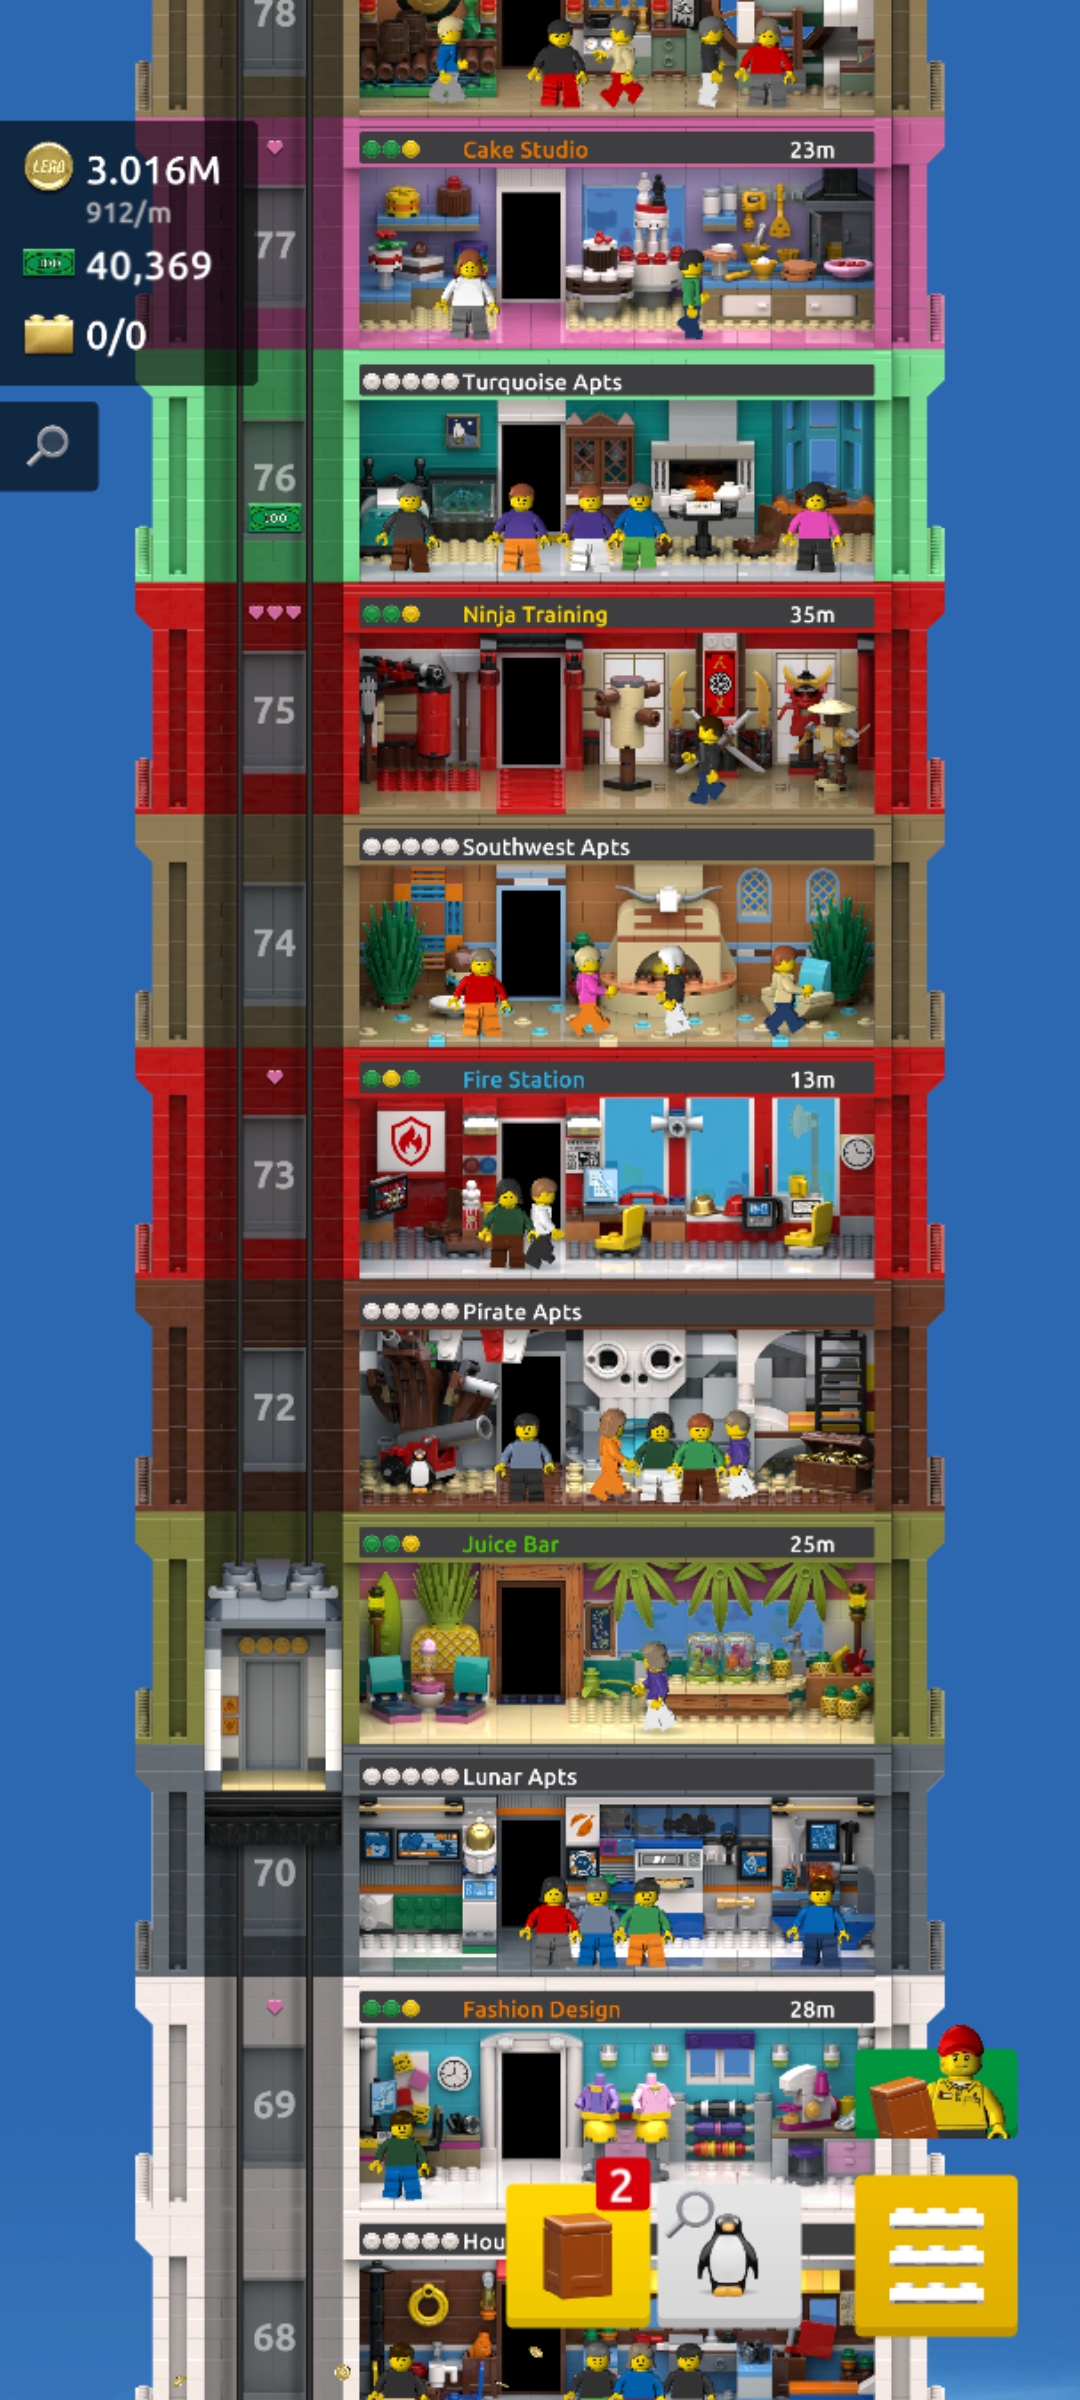 78
LEGO
3.016M
912/m
40,369
0/0
Cake Studio 23m
77
Turquoise Apts
76
100
Ninja Training 35m
75
Southwest Apts
74
Fire Station 13m
73
Pirate Apts
72
Juice Bar 25m
Lunar Apts
70
Fashion Design 28m
69
2
Hou
68